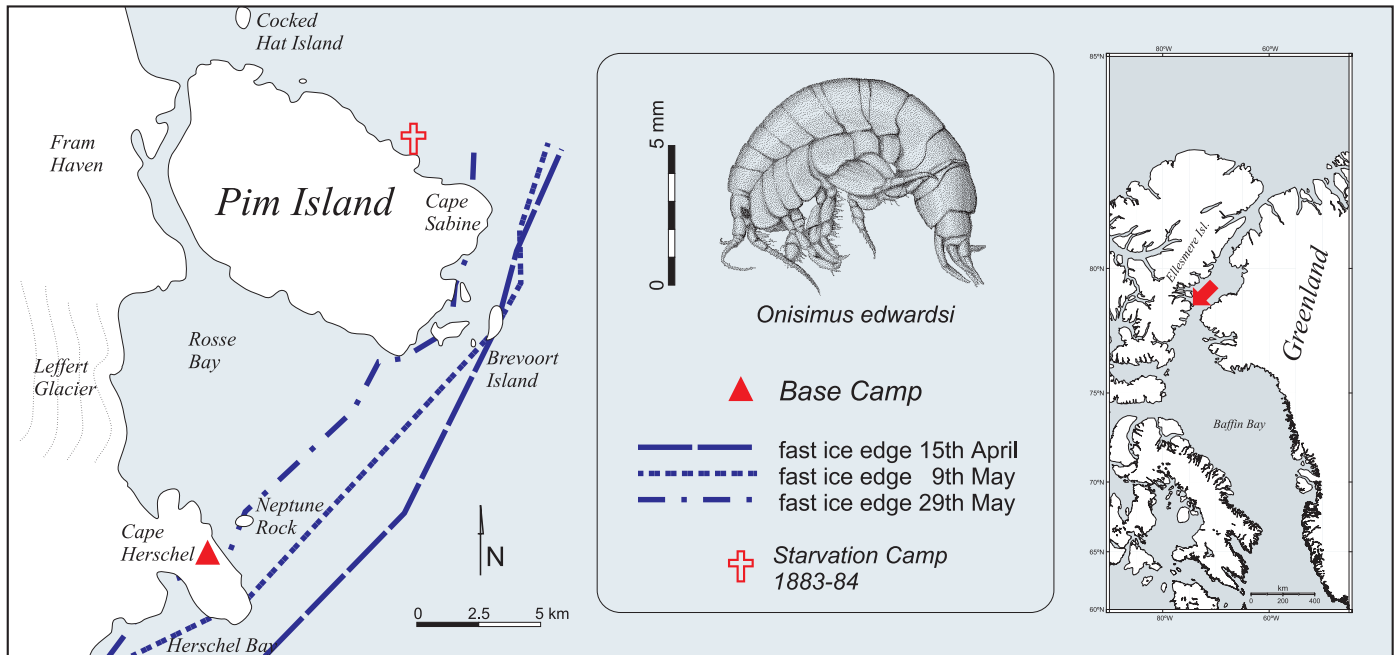 Cocked
Hat Island
Fram
Haven
Pim Island
Cape
Sabine
Rosse
Bay
Leffert
Glacier
Brevoort
Island
Neptune
Rock
Cape
Herschel
N
0 2.5 5 km
Herschel Bay
5 mm
0
Onisimus edwardsi
Base Camp
fast ice edge 15th April
fast ice edge 9th May
fast ice edge 29th May
Starvation Camp
1883-84
80°W 60°W
85°N
80°N
75°N
70°N
65°N
60°N
Ellesmere Isl.
Greenland
Baffin Bay
km
0 200 400
80°W 60°W